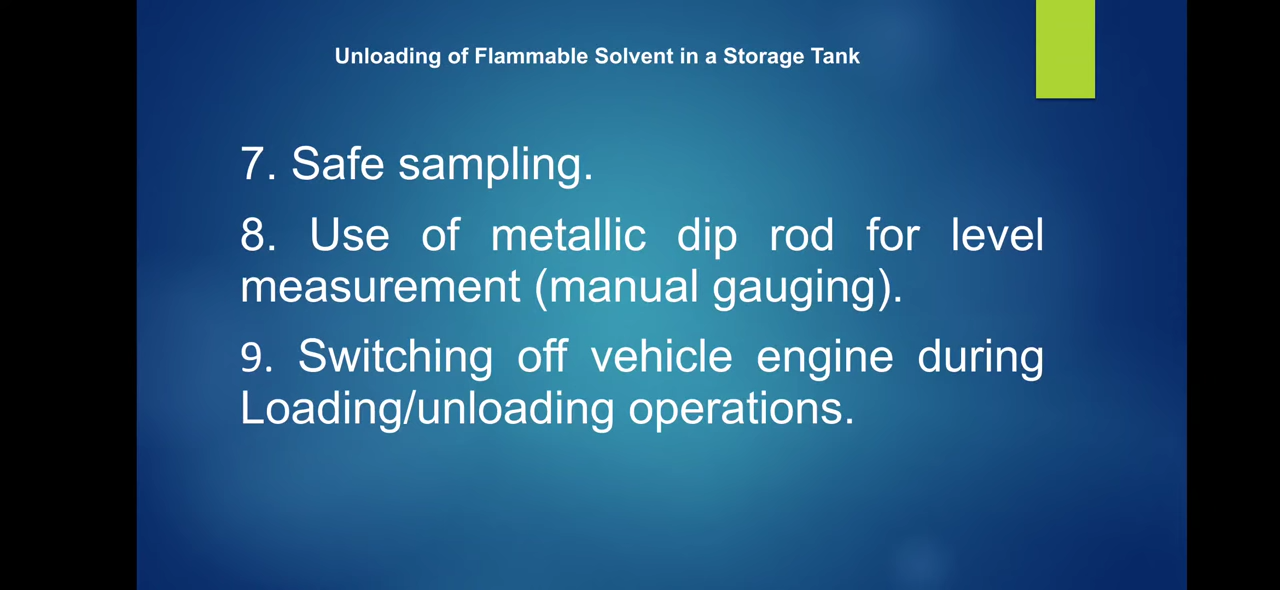 Unloading of Flammable Solvent in a Storage Tank
7. Safe sampling.
8. Use of metallic dip rod for level
measurement (manual gauging).
9. Switching off vehicle engine during
Loading/unloading operations.